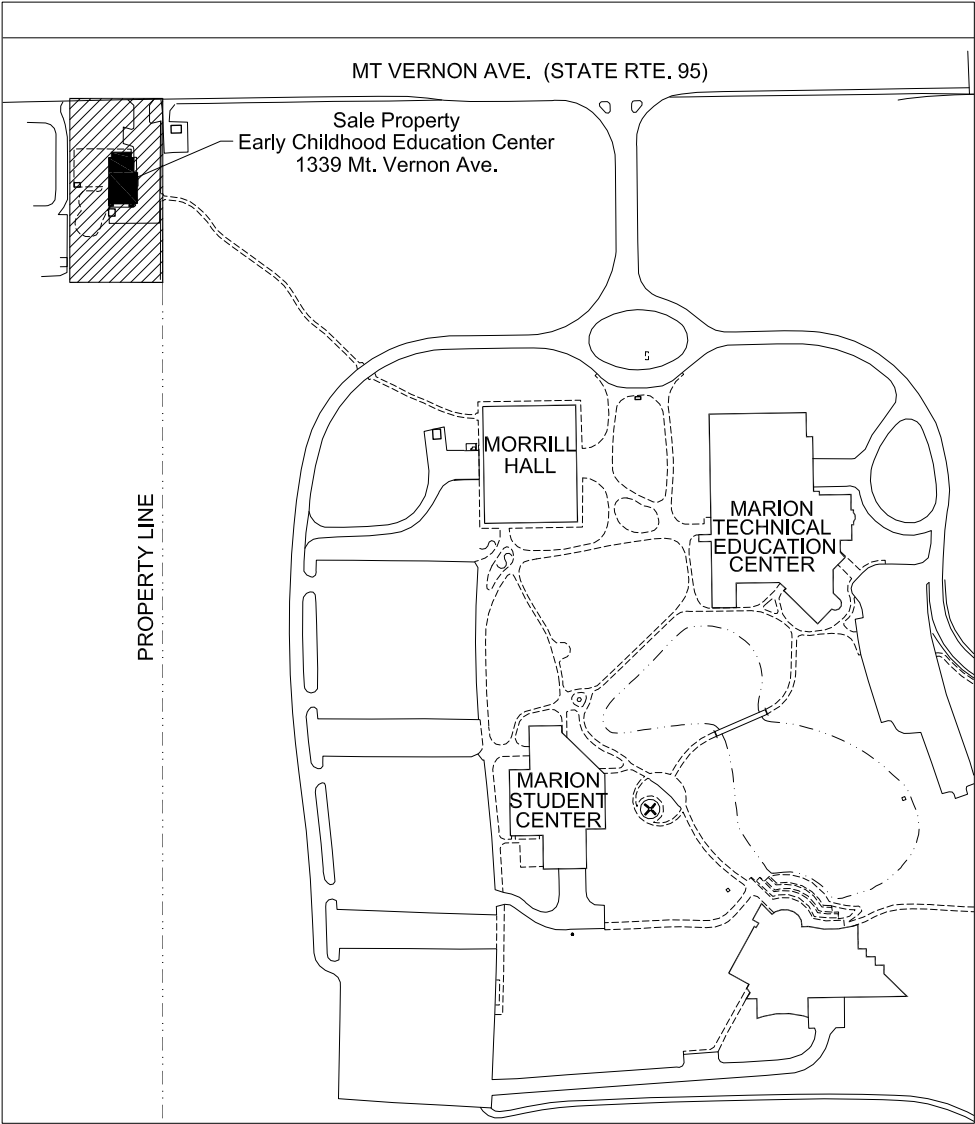 MT VERNON AVE. (STATE RTE. 95)
Sale Property
Early Childhood Education Center
1339 Mt. Vernon Ave.
MORRILL
HALL
MARION
TECHNICAL
EDUCATION
CENTER
PROPERTY LINE
MARION
STUDENT
CENTER